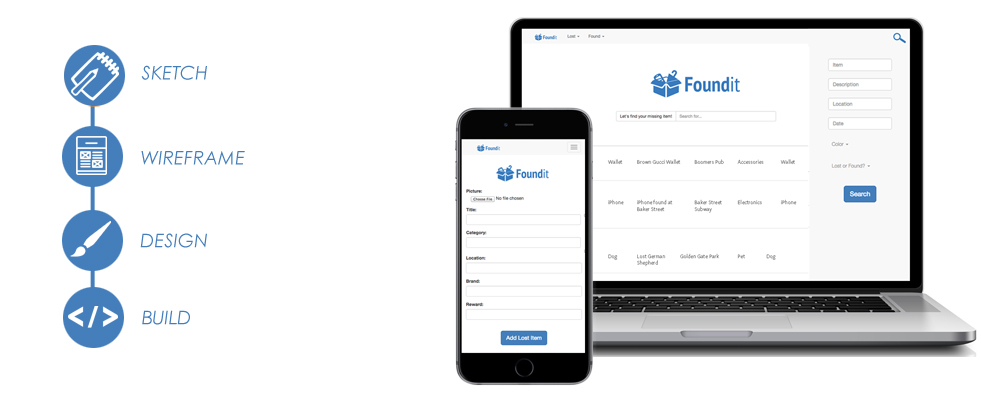 SKETCH
WIREFRAME
DESIGN
</>
BUILD
Foundit
Picture:
Choose File No file chosen
Title:
Category:
Location:
Brand:
Reward:
Add Lost Item
Foundit Lost Found
Foundit
Let's find your missing item! Search for...
Wallet Brown Gucci Wallet Boomers Pub Accessories Wallet
iPhone iPhone found at Baker Street Baker Street Subway Electronics iPhone
Dog Lost German Shepherd Golden Gate Park Pet Dog
Item
Description
Location
Date
Color
Lost or Found?
Search
Foundit